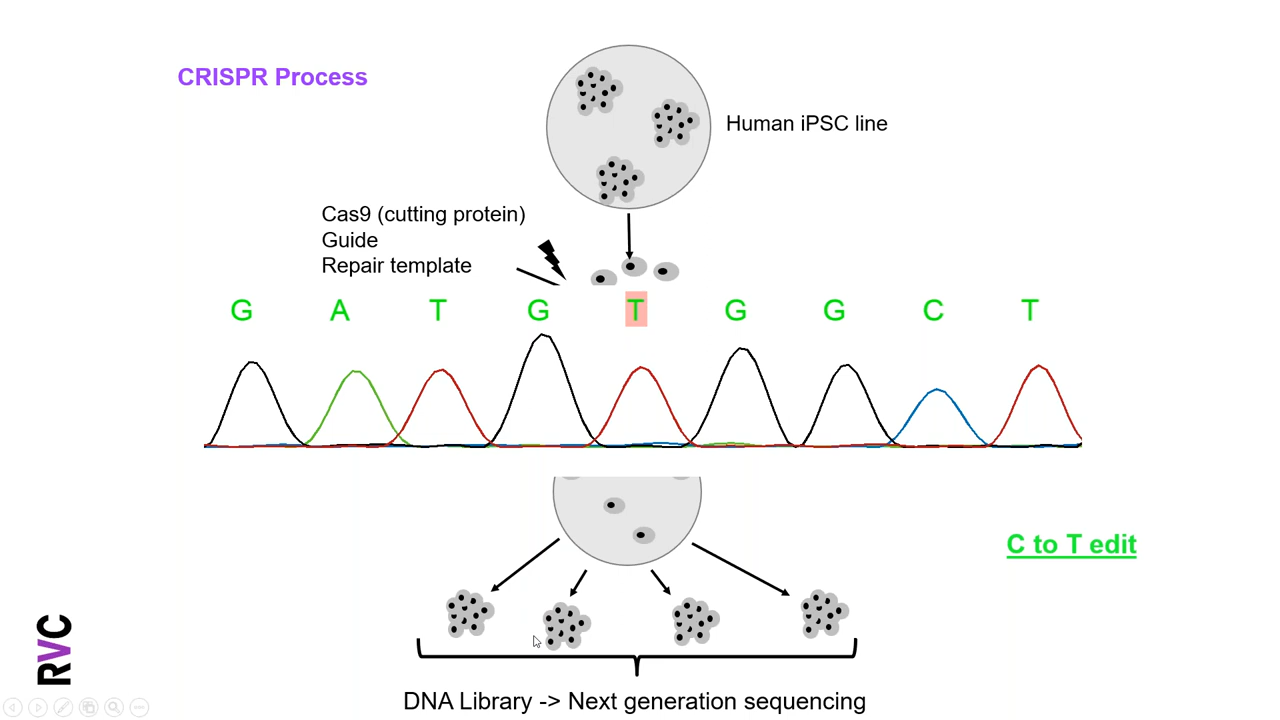 CRISPR Process
Human iPSC line
Cas9 (cutting protein)
Guide
Repair template
G A T G T G G C T
C to T edit
RVC
DNA Library -> Next generation sequencing